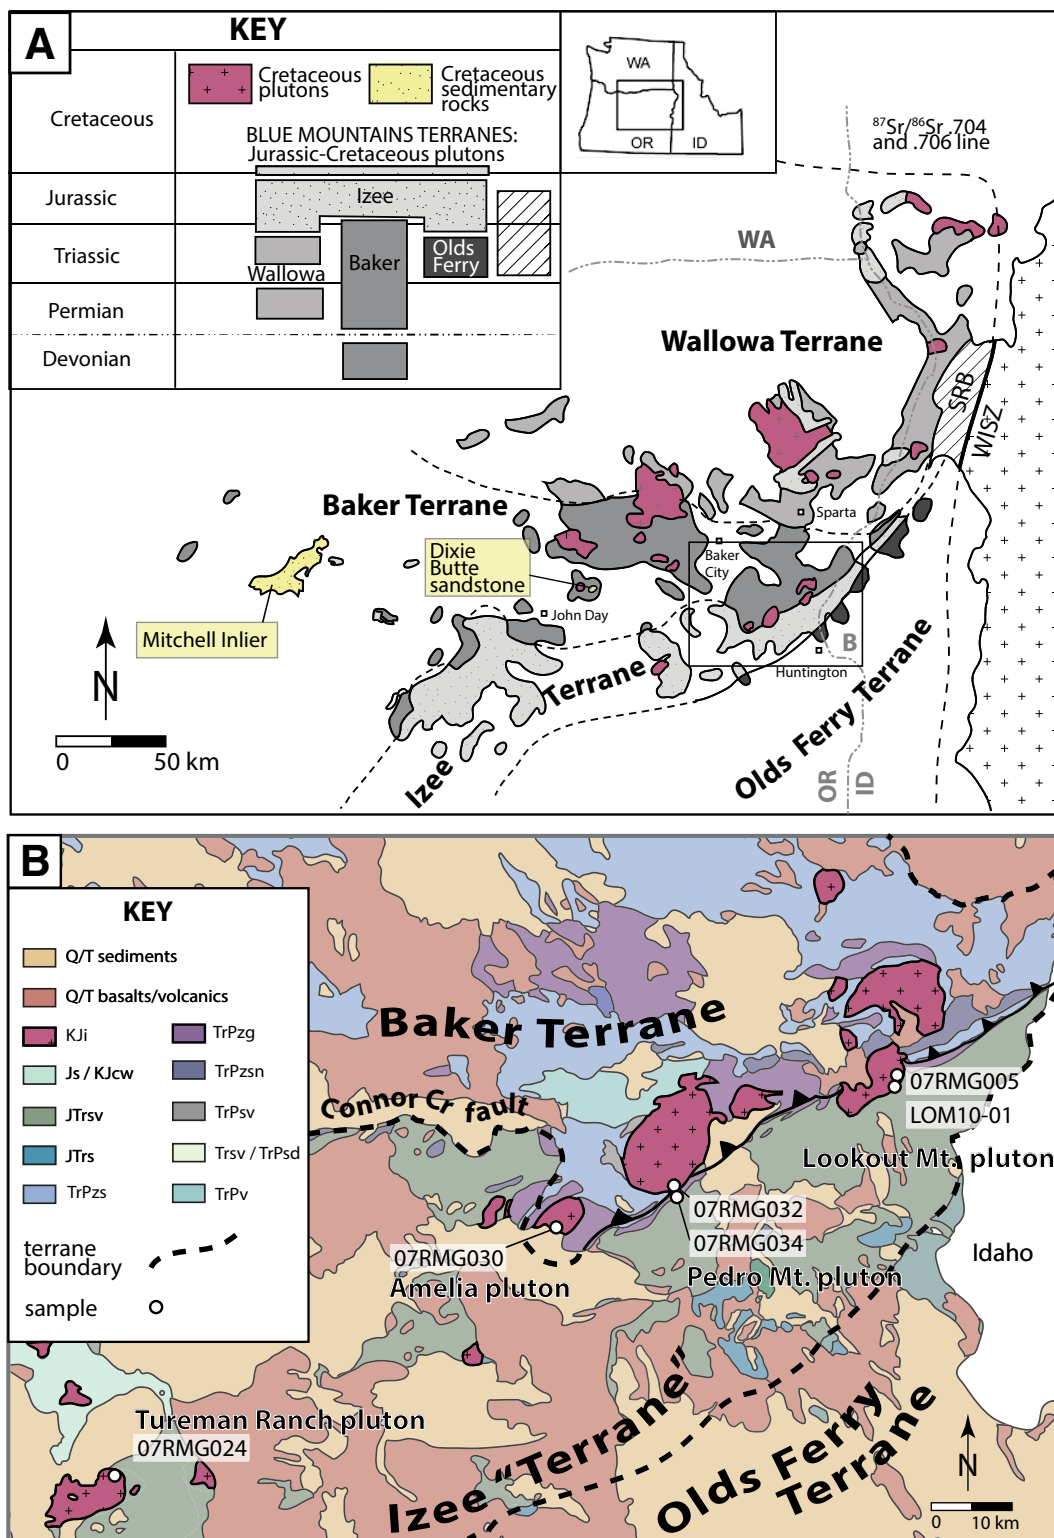 A
KEY
Cretaceous
Cretaceous
plutons
Cretaceous
sedimentary
rocks
BLUE MOUNTAINS TERRANES:
Jurassic-Cretaceous plutons
Jurassic
Izee
Triassic
Wallowa
Baker
Olds
Ferry
Permian
Devonian
WA
OR
ID
87Sr/86Sr .704
and .706 line
WA
Wallowa Terrane
SRB
WISZ
Baker Terrane
Sparta
Dixie
Butte
sandstone
Baker
City
John Day
Mitchell Inlier
B
Huntington
N
0 50 km
Izee Terrane
Olds Ferry Terrane
OR
ID
B
KEY
Q/T sediments
Q/T basalts/volcanics
KJi
TrPzg
Js / KJcw
TrPzsn
JTrsv
TrPsv
JTrs
Trsv / TrPsd
TrPzs
TrPv
terrane
boundary
sample
Baker Terrane
Connor Cr fault
07RMG005
LOM10-01
Lookout Mt. pluton
07RMG032
07RMG034
Pedro Mt. pluton
07RMG030
Amelia pluton
Idaho
Tureman Ranch pluton
07RMG024
Izee "Terrane"
Olds Ferry
Terrane
N
0 10 km